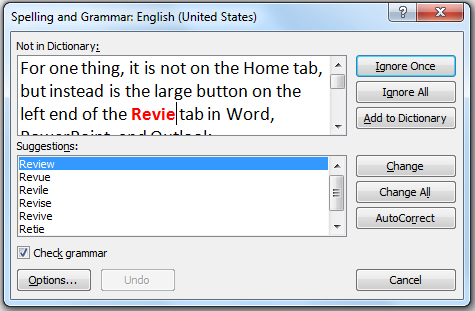 Spelling and Grammar: English (United States)
?
X
Not in Dictionary:
For one thing, it is not on the Home tab,
but instead is the large button on the
left end of the Revie tab in Word,
PowerPoint, and Outlook
Ignore Once
Ignore All
Add to Dictionary
Suggestions:
Review
Revue
Revile
Revise
Revive
Retie
Change
Change All
AutoCorrect
Check grammar
Options...
Undo
Cancel